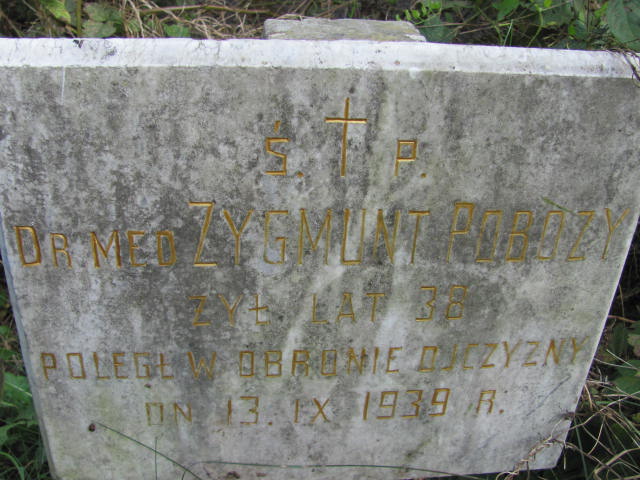 Ś. † P.
DR MED ZYGMUNT POBOŻY
ŻYŁ LAT 38
POLEGŁ W OBRONIE OJCZYZNY
DN 13. IX 1939 R.